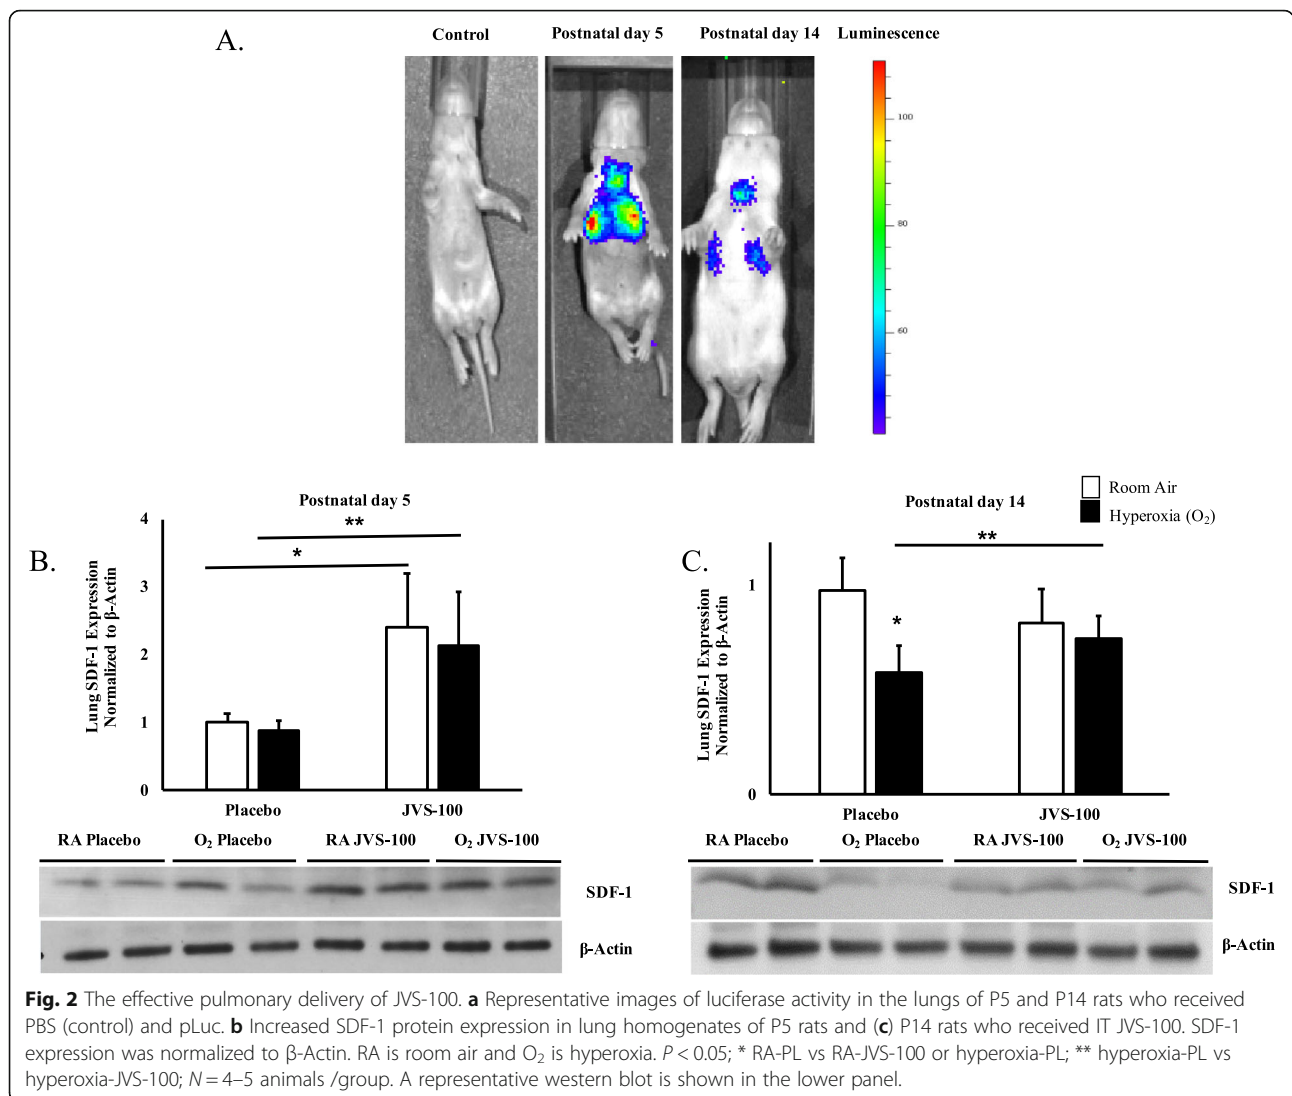 A.
Control
Postnatal day 5
Postnatal day 14
Luminescence
100
80
60
B.
Postnatal day 5
4
3
2
1
0
Lung SDF-1 Expression
Normalized to β-Actin
*
**
Placebo
JVS-100
RA Placebo
O₂ Placebo
RA JVS-100
O₂ JVS-100
SDF-1
β-Actin
C.
Postnatal day 14
Room Air
Hyperoxia (O₂)
1
0
Lung SDF-1 Expression
Normalized to β-Actin
*
**
Placebo
JVS-100
RA Placebo
O₂ Placebo
RA JVS-100
O₂ JVS-100
SDF-1
β-Actin
Fig. 2 The effective pulmonary delivery of JVS-100. a Representative images of luciferase activity in the lungs of P5 and P14 rats who received
PBS (control) and pLuc. b Increased SDF-1 protein expression in lung homogenates of P5 rats and (c) P14 rats who received IT JVS-100. SDF-1
expression was normalized to β-Actin. RA is room air and O₂ is hyperoxia. P < 0.05; * RA-PL vs RA-JVS-100 or hyperoxia-PL; ** hyperoxia-PL vs
hyperoxia-JVS-100; N = 4–5 animals /group. A representative western blot is shown in the lower panel.